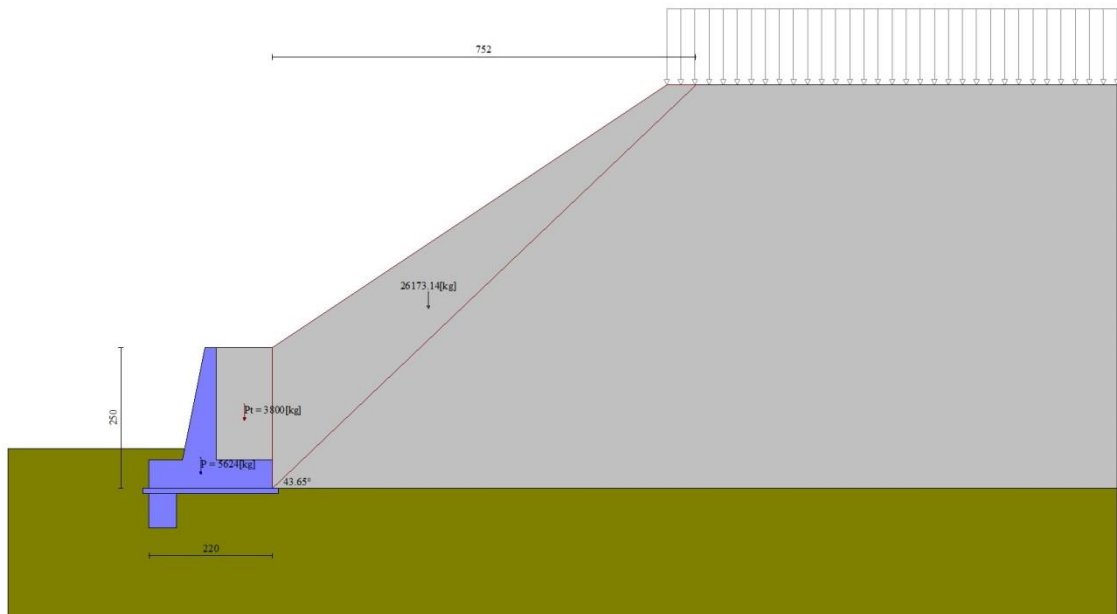 752
26173.14[kg]
250
Pt = 3800[kg]
P = 5624[kg]
43.65°
220